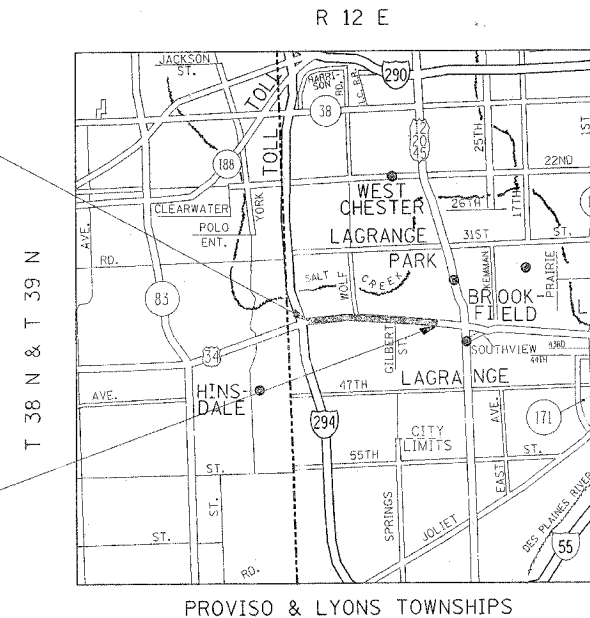 R 12 E
JACKSON
ST.
TOLL
HARRI-
SON
RD.
I.C. R.R.
290
38
12
20
45
25TH
1ST
188
TOLL
22ND
WEST
CHESTER
26TH
17TH
CLEARWATER
YORK
POLO
ENT.
LAGRANGE
PARK
31ST
ST.
AVE.
RD.
SALT
CREEK
WOLF
KEMMAN
PRAIRIE
T 38 N & T 39 N
83
BROOK-
FIELD
L
34
GILBERT
ST.
SOUTHVIEW
43RD
44TH
HINS-
DALE
47TH
LAGRANGE
AVE.
294
CITY
LIMITS
AVE.
171
55TH
ST.
ST.
EAST
ST.
SPRINGS
JOLIET
DES PLAINES RIVER
55
ST.
RD.
PROVISO & LYONS TOWNSHIPS